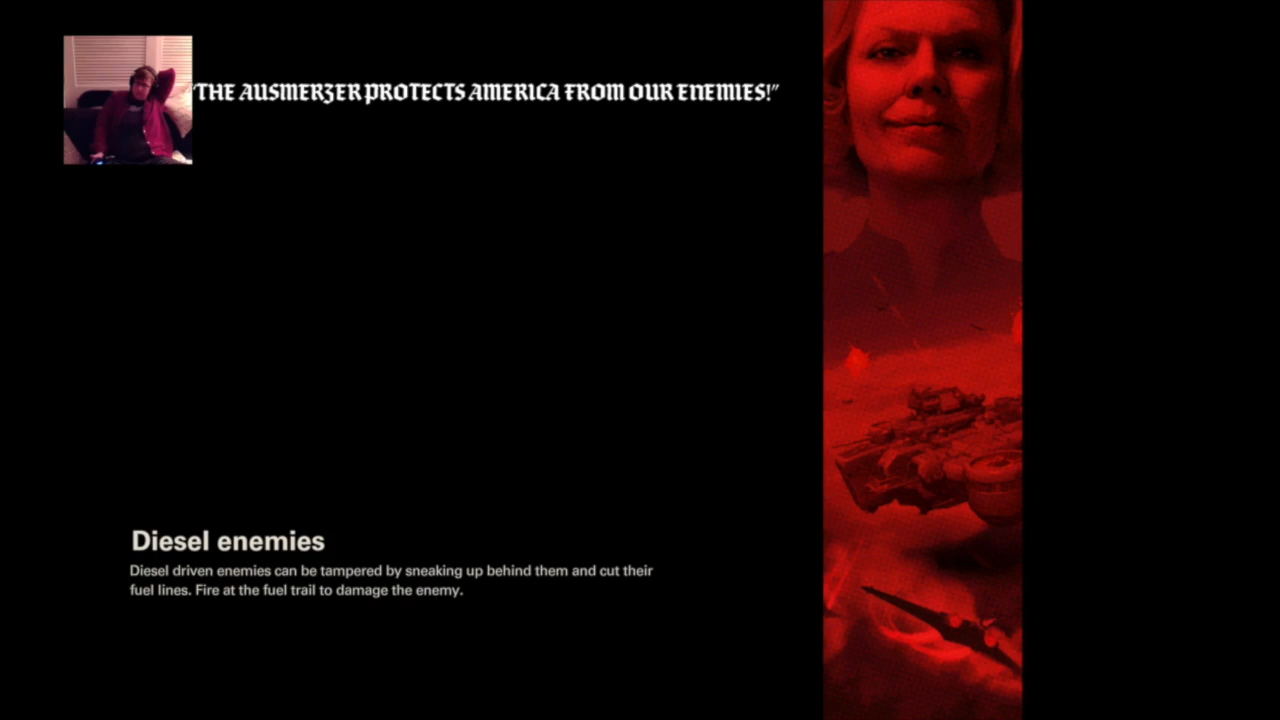 "THE AUSMERZER PROTECTS AMERICA FROM OUR ENEMIES!"
Diesel enemies
Diesel driven enemies can be tampered by sneaking up behind them and cut their
fuel lines. Fire at the fuel trail to damage the enemy.